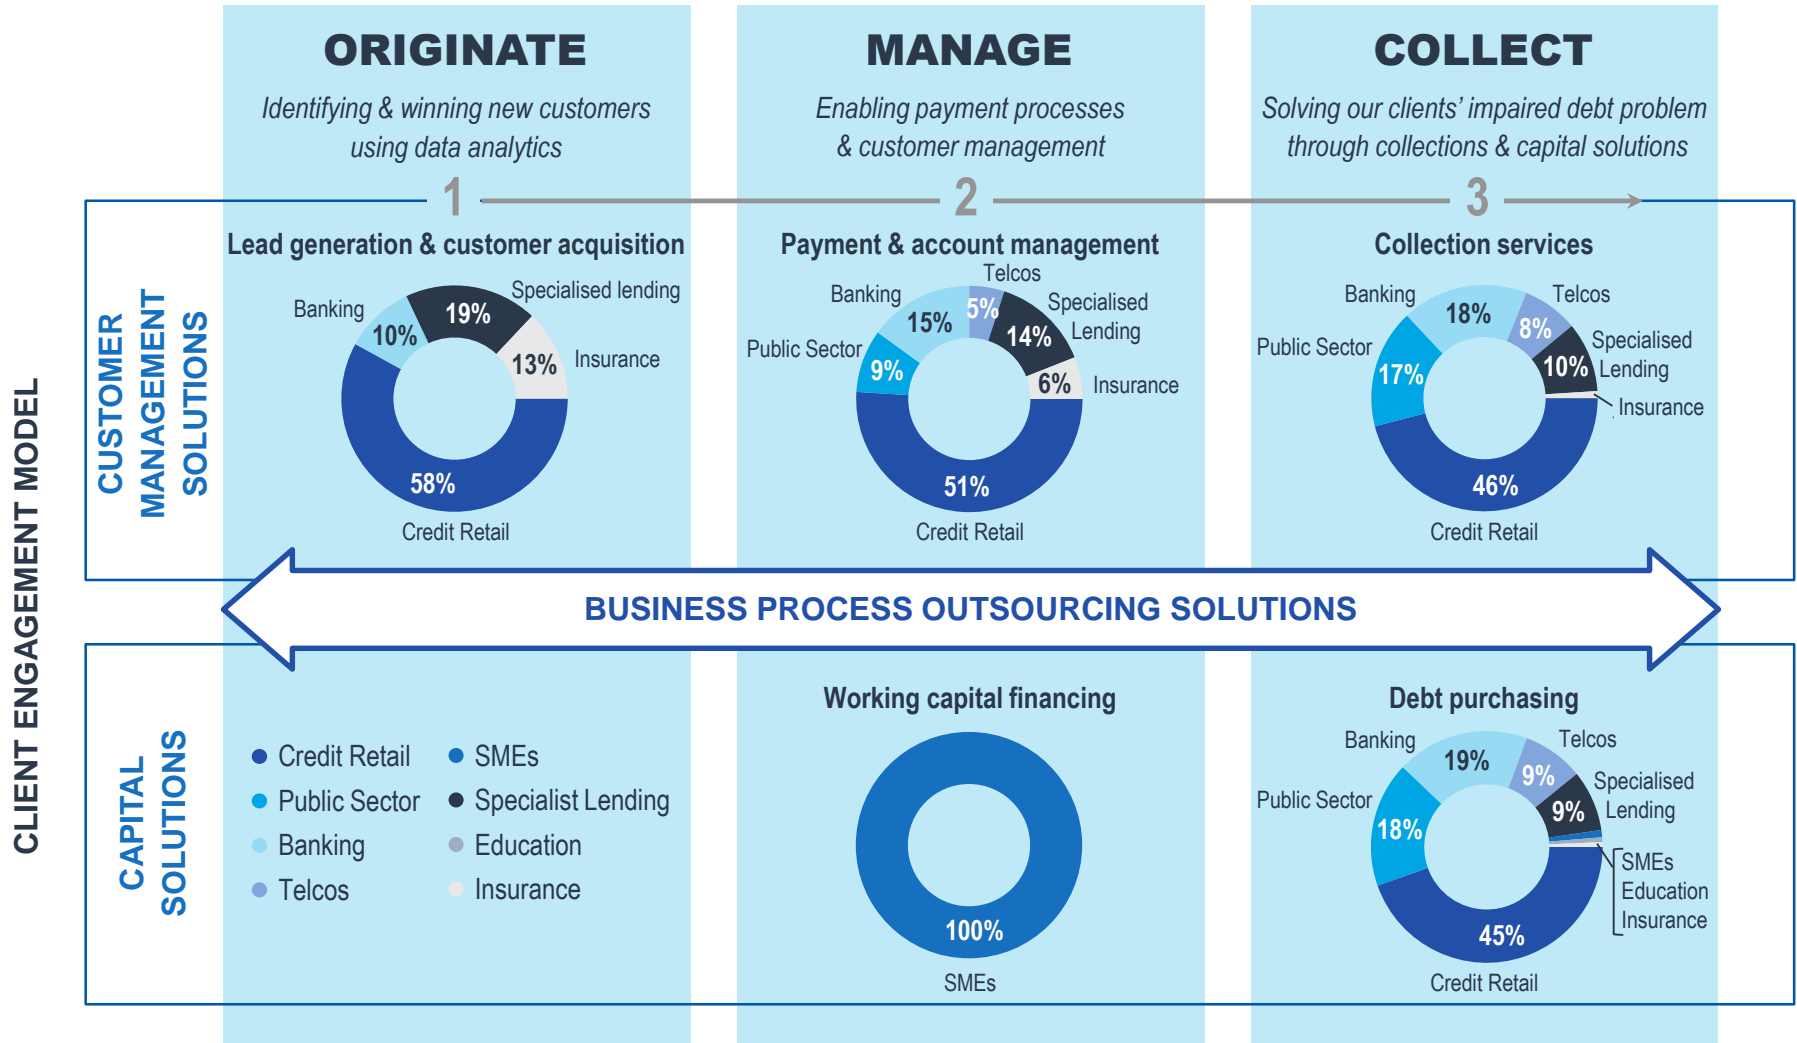 CLIENT ENGAGEMENT MODEL
ORIGINATE
Identifying & winning new customers
using data analytics
MANAGE
Enabling payment processes
& customer management
COLLECT
Solving our clients’ impaired debt problem
through collections & capital solutions
1
2
3
CUSTOMER
MANAGEMENT
SOLUTIONS
Lead generation & customer acquisition
Banking
10%
19%
Specialised lending
13%
Insurance
58%
Credit Retail
Payment & account management
Telcos
5%
Banking
15%
Specialised
Lending
14%
Public Sector
9%
6%
Insurance
51%
Credit Retail
Collection services
Banking
18%
Telcos
8%
Public Sector
17%
Specialised
Lending
10%
Insurance
46%
Credit Retail
BUSINESS PROCESS OUTSOURCING SOLUTIONS
CAPITAL
SOLUTIONS
Credit Retail
Public Sector
Banking
Telcos
SMEs
Specialist Lending
Education
Insurance
Working capital financing
100%
SMEs
Debt purchasing
Banking
19%
Telcos
9%
Public Sector
18%
Specialised
Lending
9%
SMEs
Education
Insurance
45%
Credit Retail